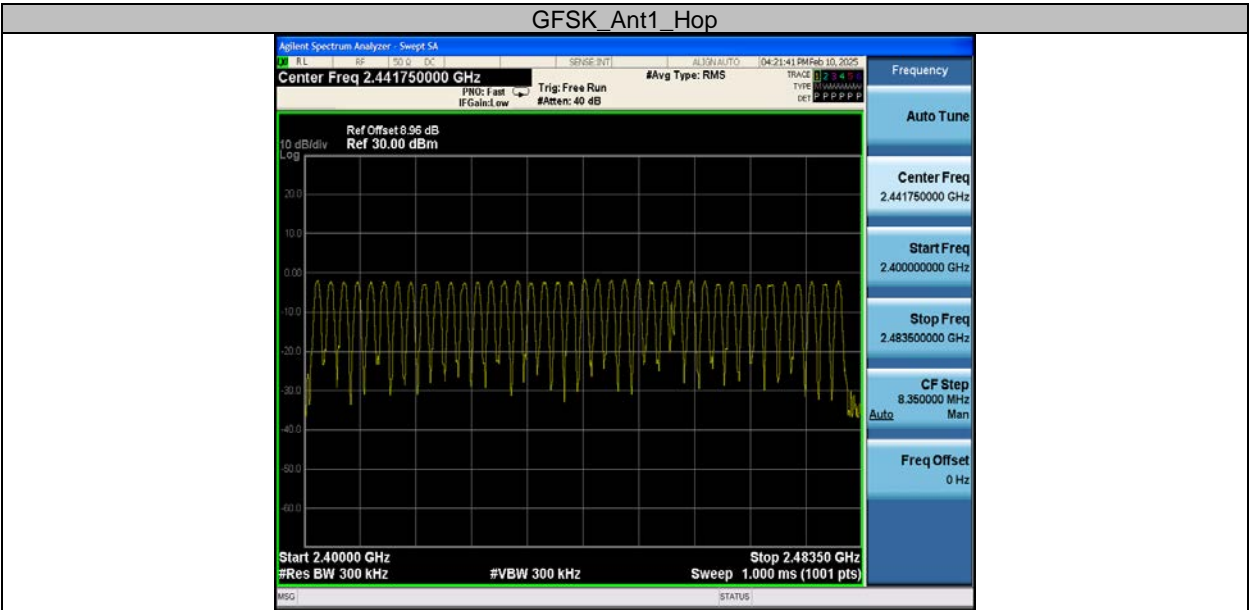 GFSK_Ant1_Hop
Agilent Spectrum Analyzer - Swept SA
RL RF 50 Ω DC SENSE:INT ALIGNAUTO 04:21:41 PM Feb 10, 2025
Center Freq 2.441750000 GHz #Avg Type: RMS TRACE 1 2 3 4 5 6
PNO: Fast Trig: Free Run TYPE
IFGain:Low #Atten: 40 dB DET P P P P P P
Ref Offset 8.96 dB
10 dB/div Ref 30.00 dBm
Log
20.0
10.0
0.00
-10.0
-20.0
-30.0
-40.0
-50.0
-60.0
Start 2.40000 GHz Stop 2.48350 GHz
#Res BW 300 kHz #VBW 300 kHz Sweep 1.000 ms (1001 pts)
MSG STATUS
Frequency
Auto Tune
Center Freq
2.441750000 GHz
Start Freq
2.400000000 GHz
Stop Freq
2.483500000 GHz
CF Step
8.350000 MHz
Auto Man
Freq Offset
0 Hz